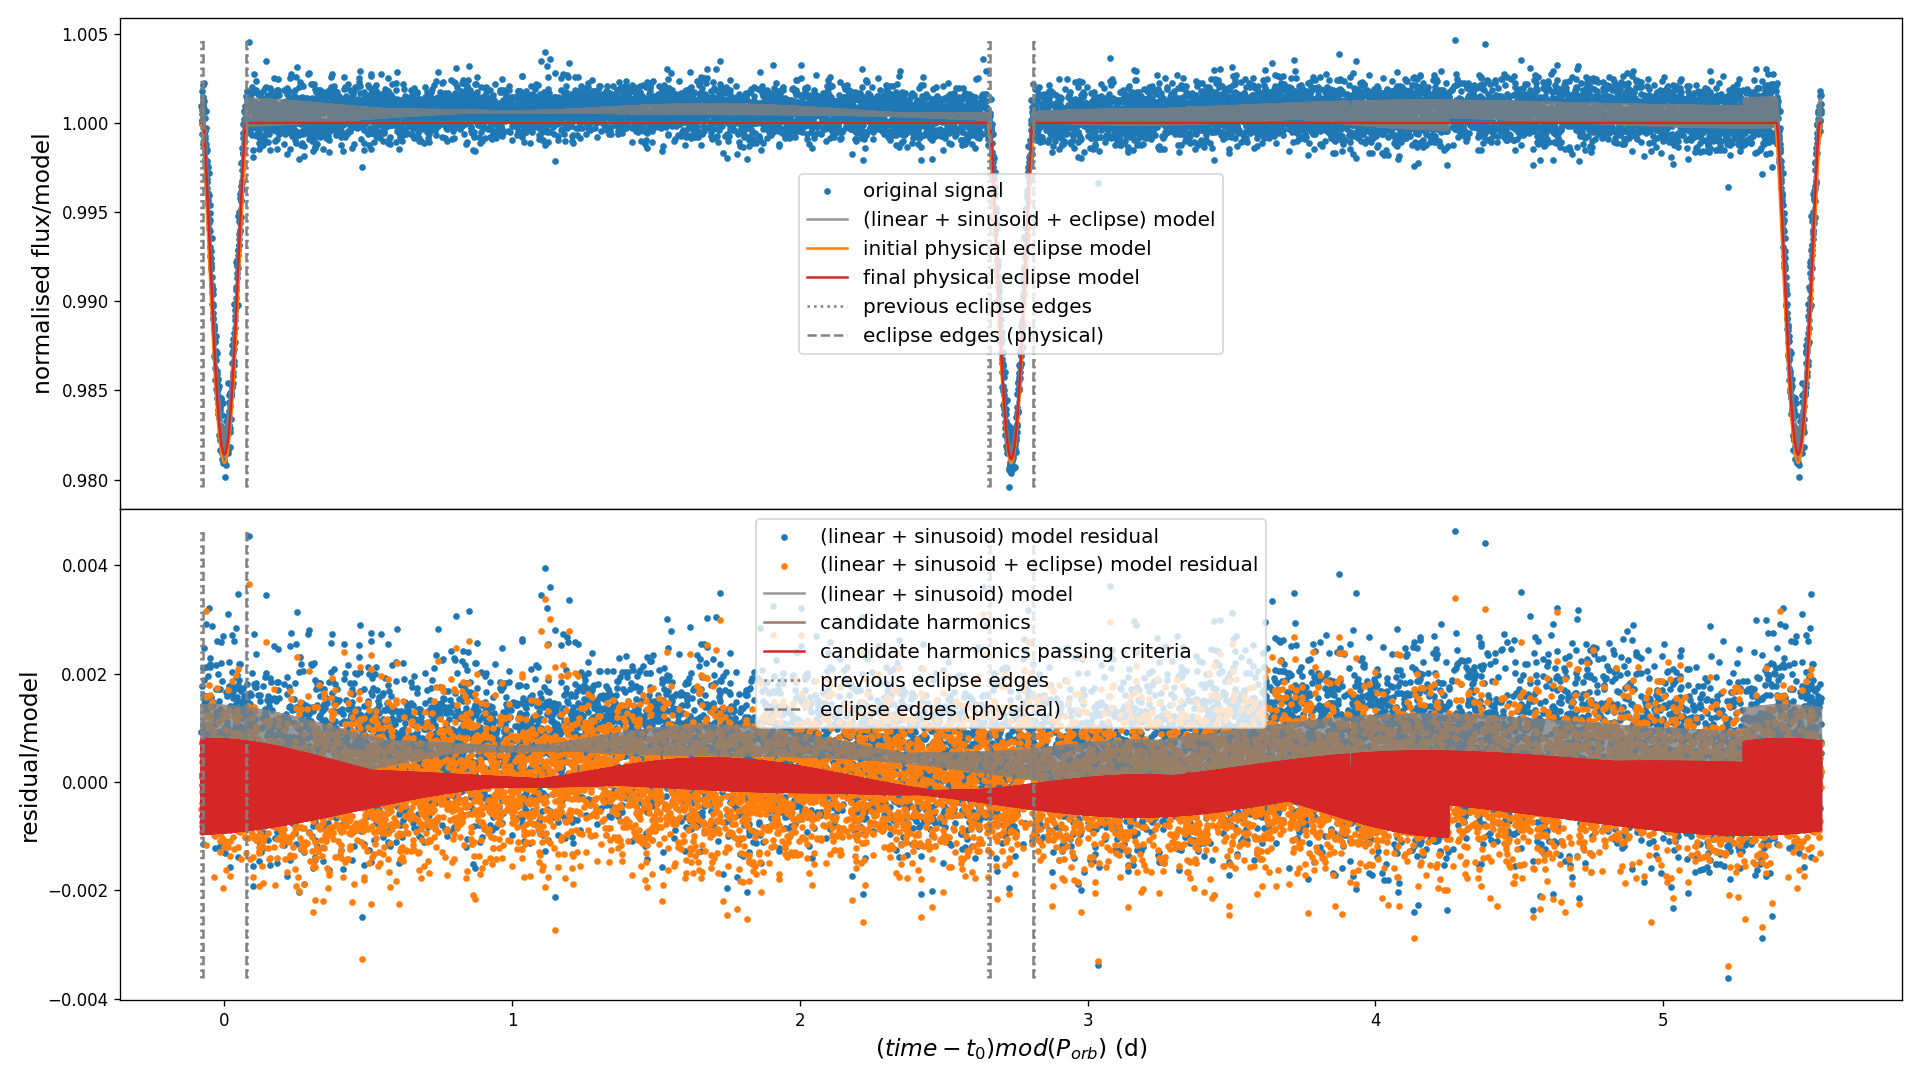 1.005
1.000
0.995
0.990
0.985
0.980
normalised flux/model
original signal
(linear + sinusoid + eclipse) model
initial physical eclipse model
final physical eclipse model
previous eclipse edges
eclipse edges (physical)
0.004
0.002
0.000
−0.002
−0.004
residual/model
(linear + sinusoid) model residual
(linear + sinusoid + eclipse) model residual
(linear + sinusoid) model
candidate harmonics
candidate harmonics passing criteria
previous eclipse edges
eclipse edges (physical)
0 1 2 3 4 5
(time − t₀)mod(P_orb) (d)